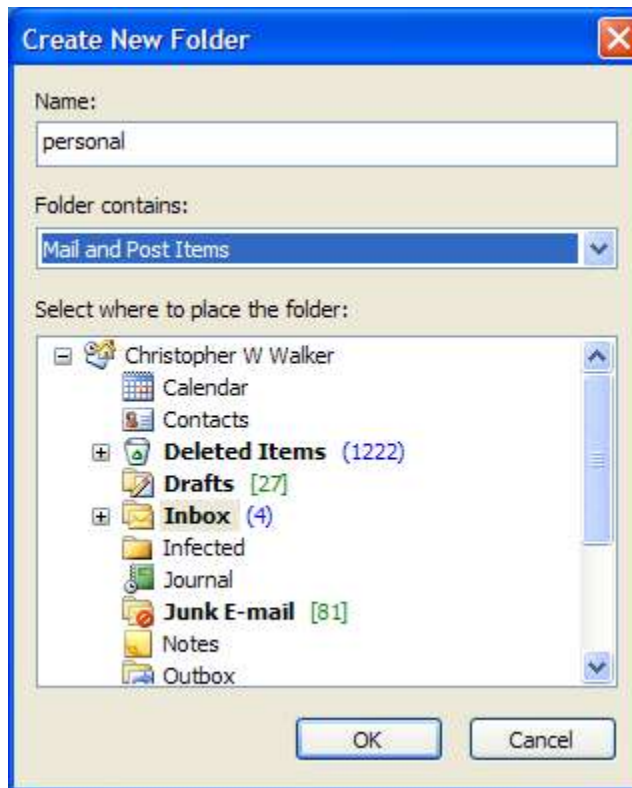 Create New Folder
Name:
personal
Folder contains:
Mail and Post Items
Select where to place the folder:
Christopher W Walker
Calendar
Contacts
Deleted Items (1222)
Drafts [27]
Inbox (4)
Infected
Journal
Junk E-mail [81]
Notes
Outbox
OK Cancel